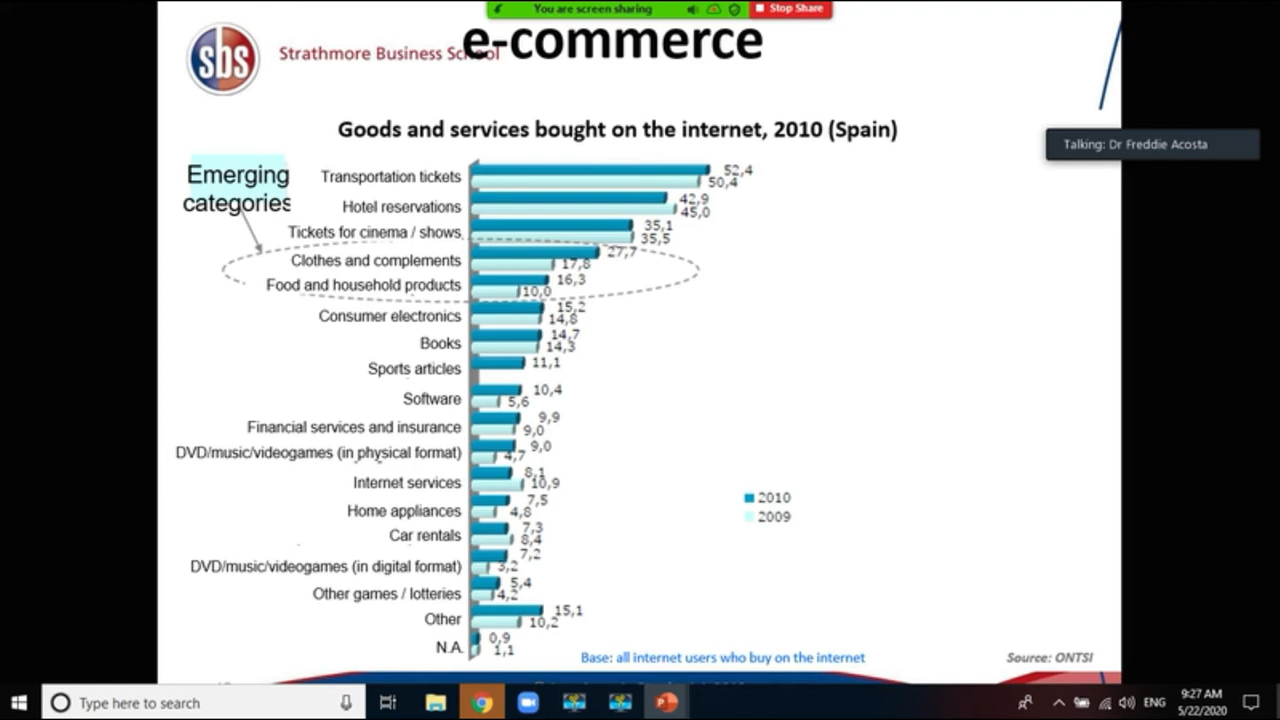 You are screen sharing
Stop Share
sbs
Strathmore Business School
e-commerce
Goods and services bought on the internet, 2010 (Spain)
Talking: Dr Freddie Acosta
Emerging
categories
Transportation tickets 52,4
50,4
Hotel reservations 42,9
45,0
Tickets for cinema / shows 35,1
35,5
Clothes and complements 27,7
17,8
Food and household products 16,3
10,0
Consumer electronics 15,2
14,8
Books 14,7
14,3
Sports articles 11,1
Software 10,4
5,6
Financial services and insurance 9,9
9,0
DVD/music/videogames (in physical format) 9,0
4,7
Internet services 8,1
10,9
Home appliances 7,5
4,8
Car rentals 7,3
8,4
DVD/music/videogames (in digital format) 7,2
3,2
Other games / lotteries 5,4
4,2
Other 15,1
10,2
N.A. 0,9
1,1
2010
2009
Base: all internet users who buy on the internet
Source: ONTSI
Type here to search
ENG
9:27 AM
5/22/2020